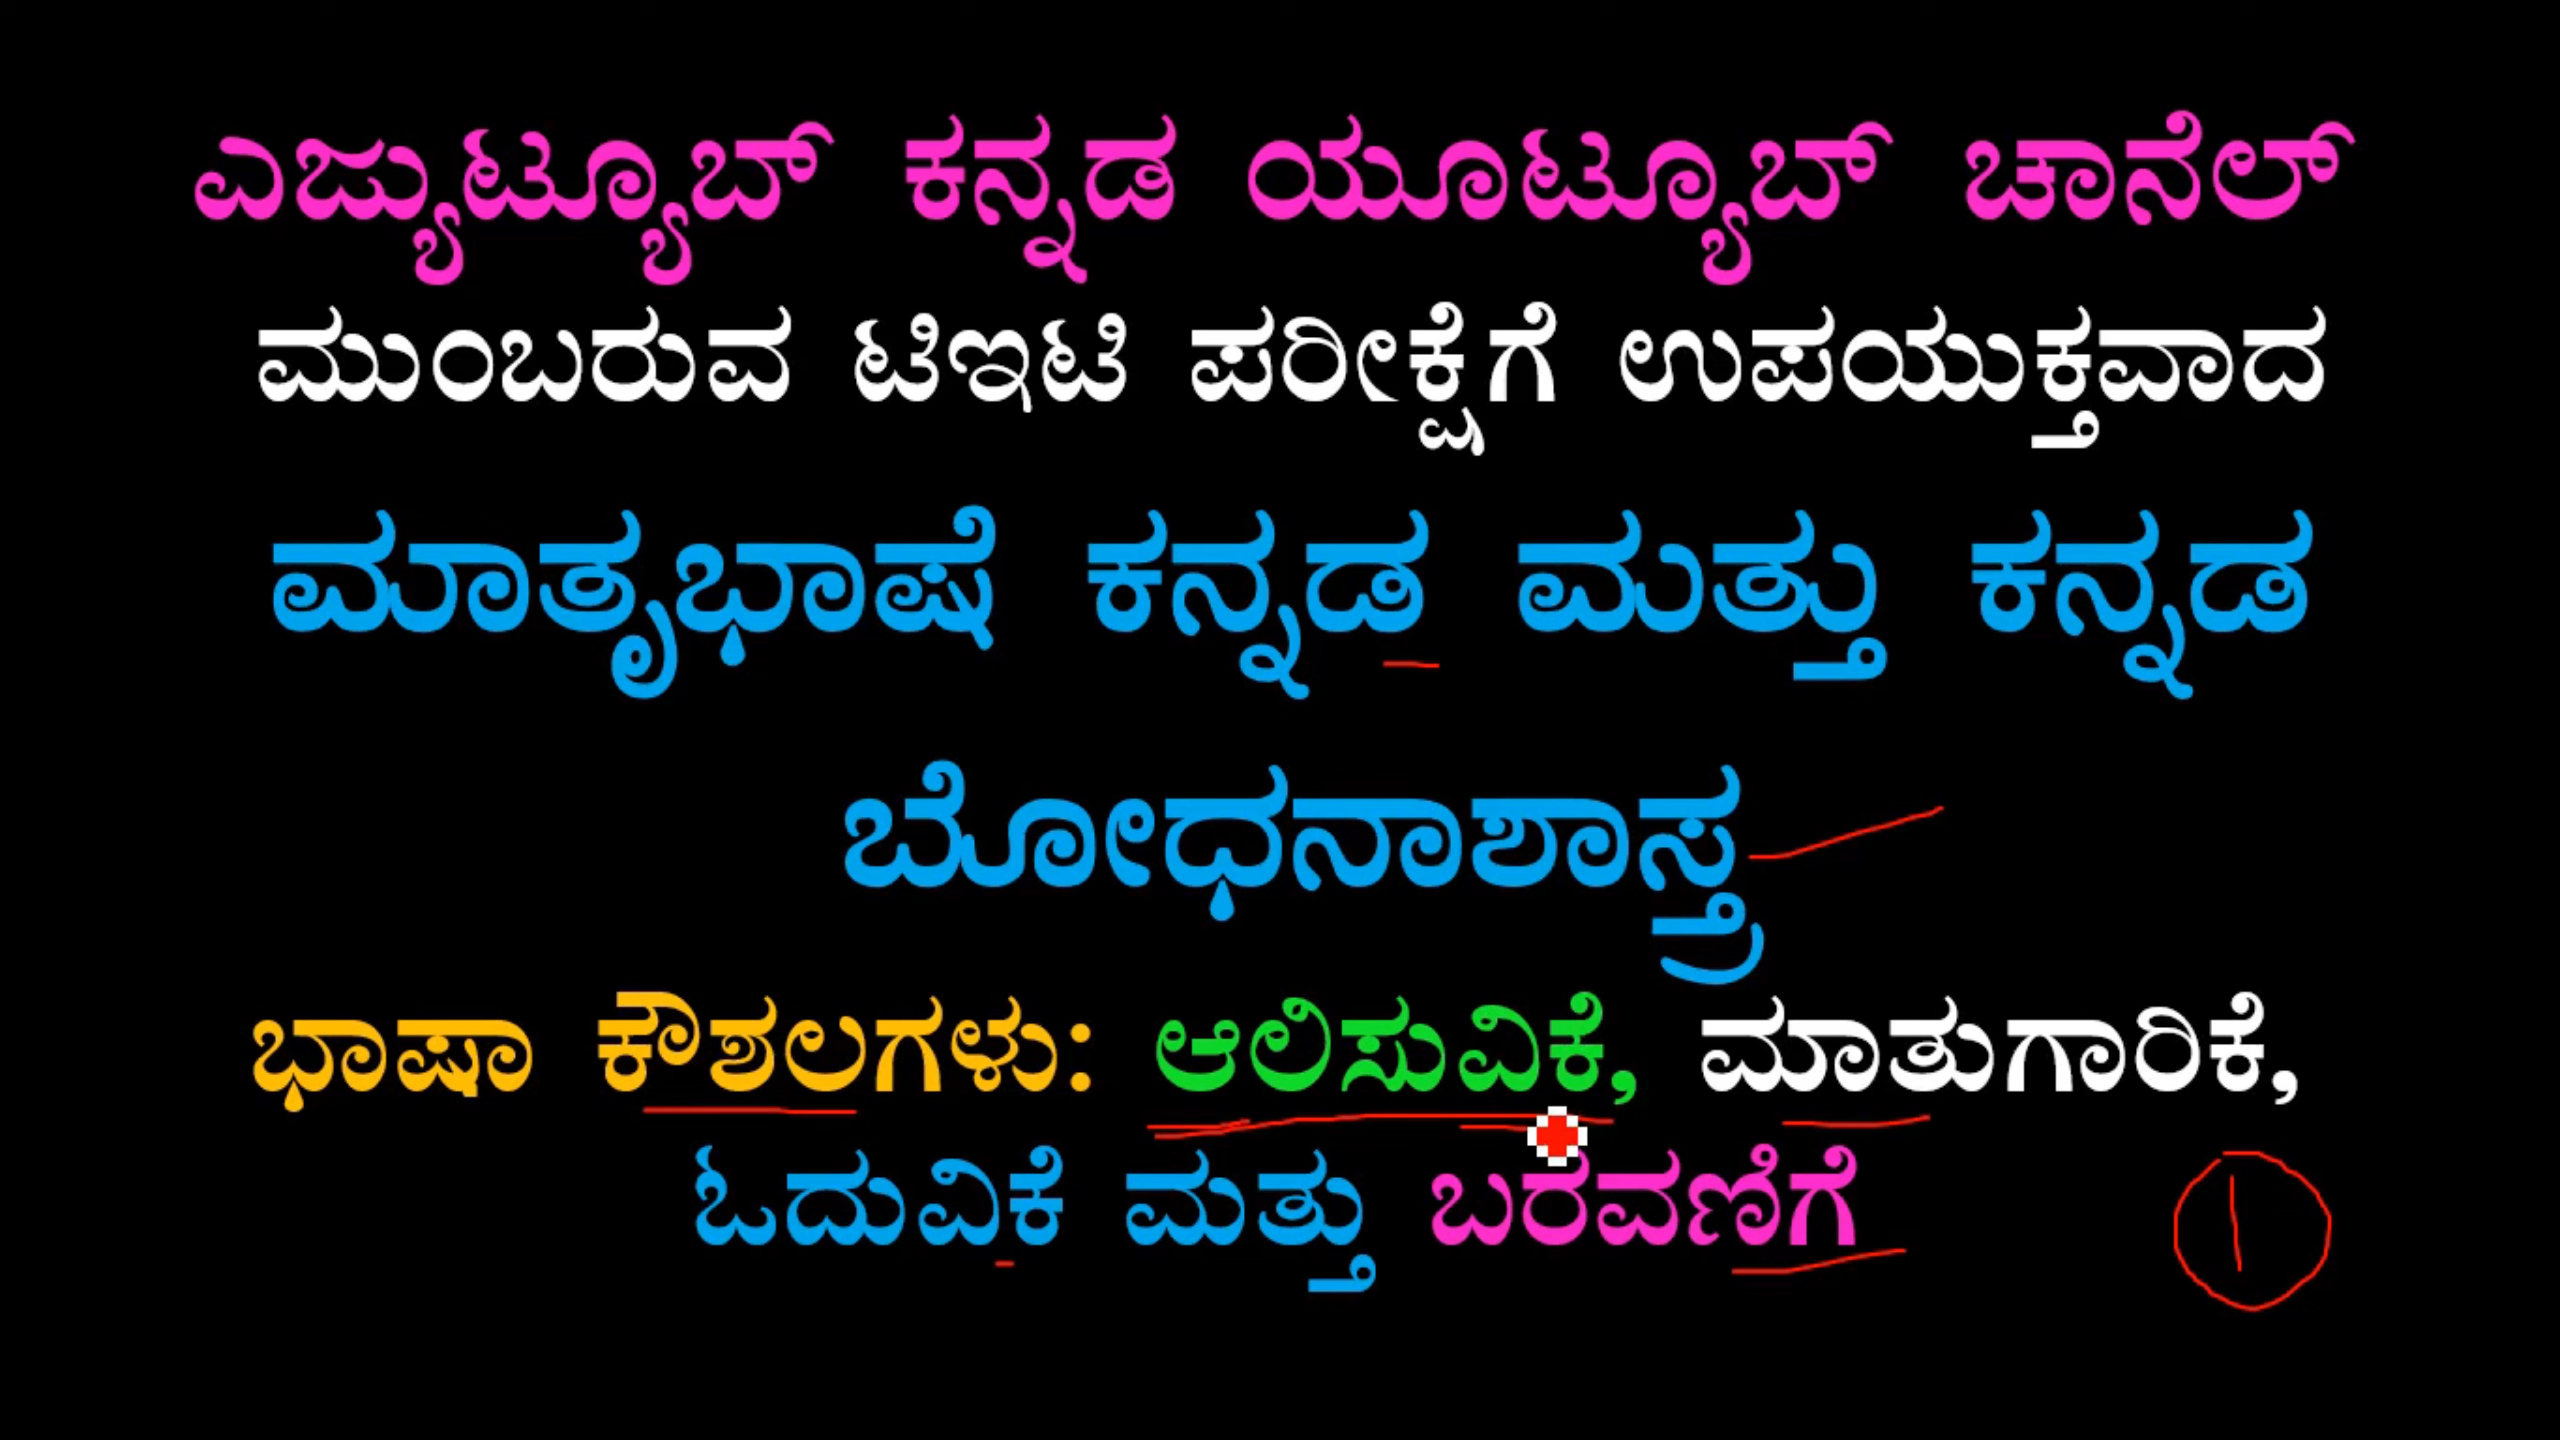 ಎಜ್ಯುಟ್ಯೂಬ್ ಕನ್ನಡ ಯೂಟ್ಯೂಬ್ ಚಾನೆಲ್
ಮುಂಬರುವ ಟಿಇಟಿ ಪರೀಕ್ಷೆಗೆ ಉಪಯುಕ್ತವಾದ
ಮಾತೃಭಾಷೆ ಕನ್ನಡ ಮತ್ತು ಕನ್ನಡ
ಬೋಧನಾಶಾಸ್ತ್ರ
ಭಾಷಾ ಕೌಶಲಗಳು: ಆಲಿಸುವಿಕೆ, ಮಾತುಗಾರಿಕೆ,
ಓದುವಿಕೆ ಮತ್ತು ಬರವಣಿಗೆ
1